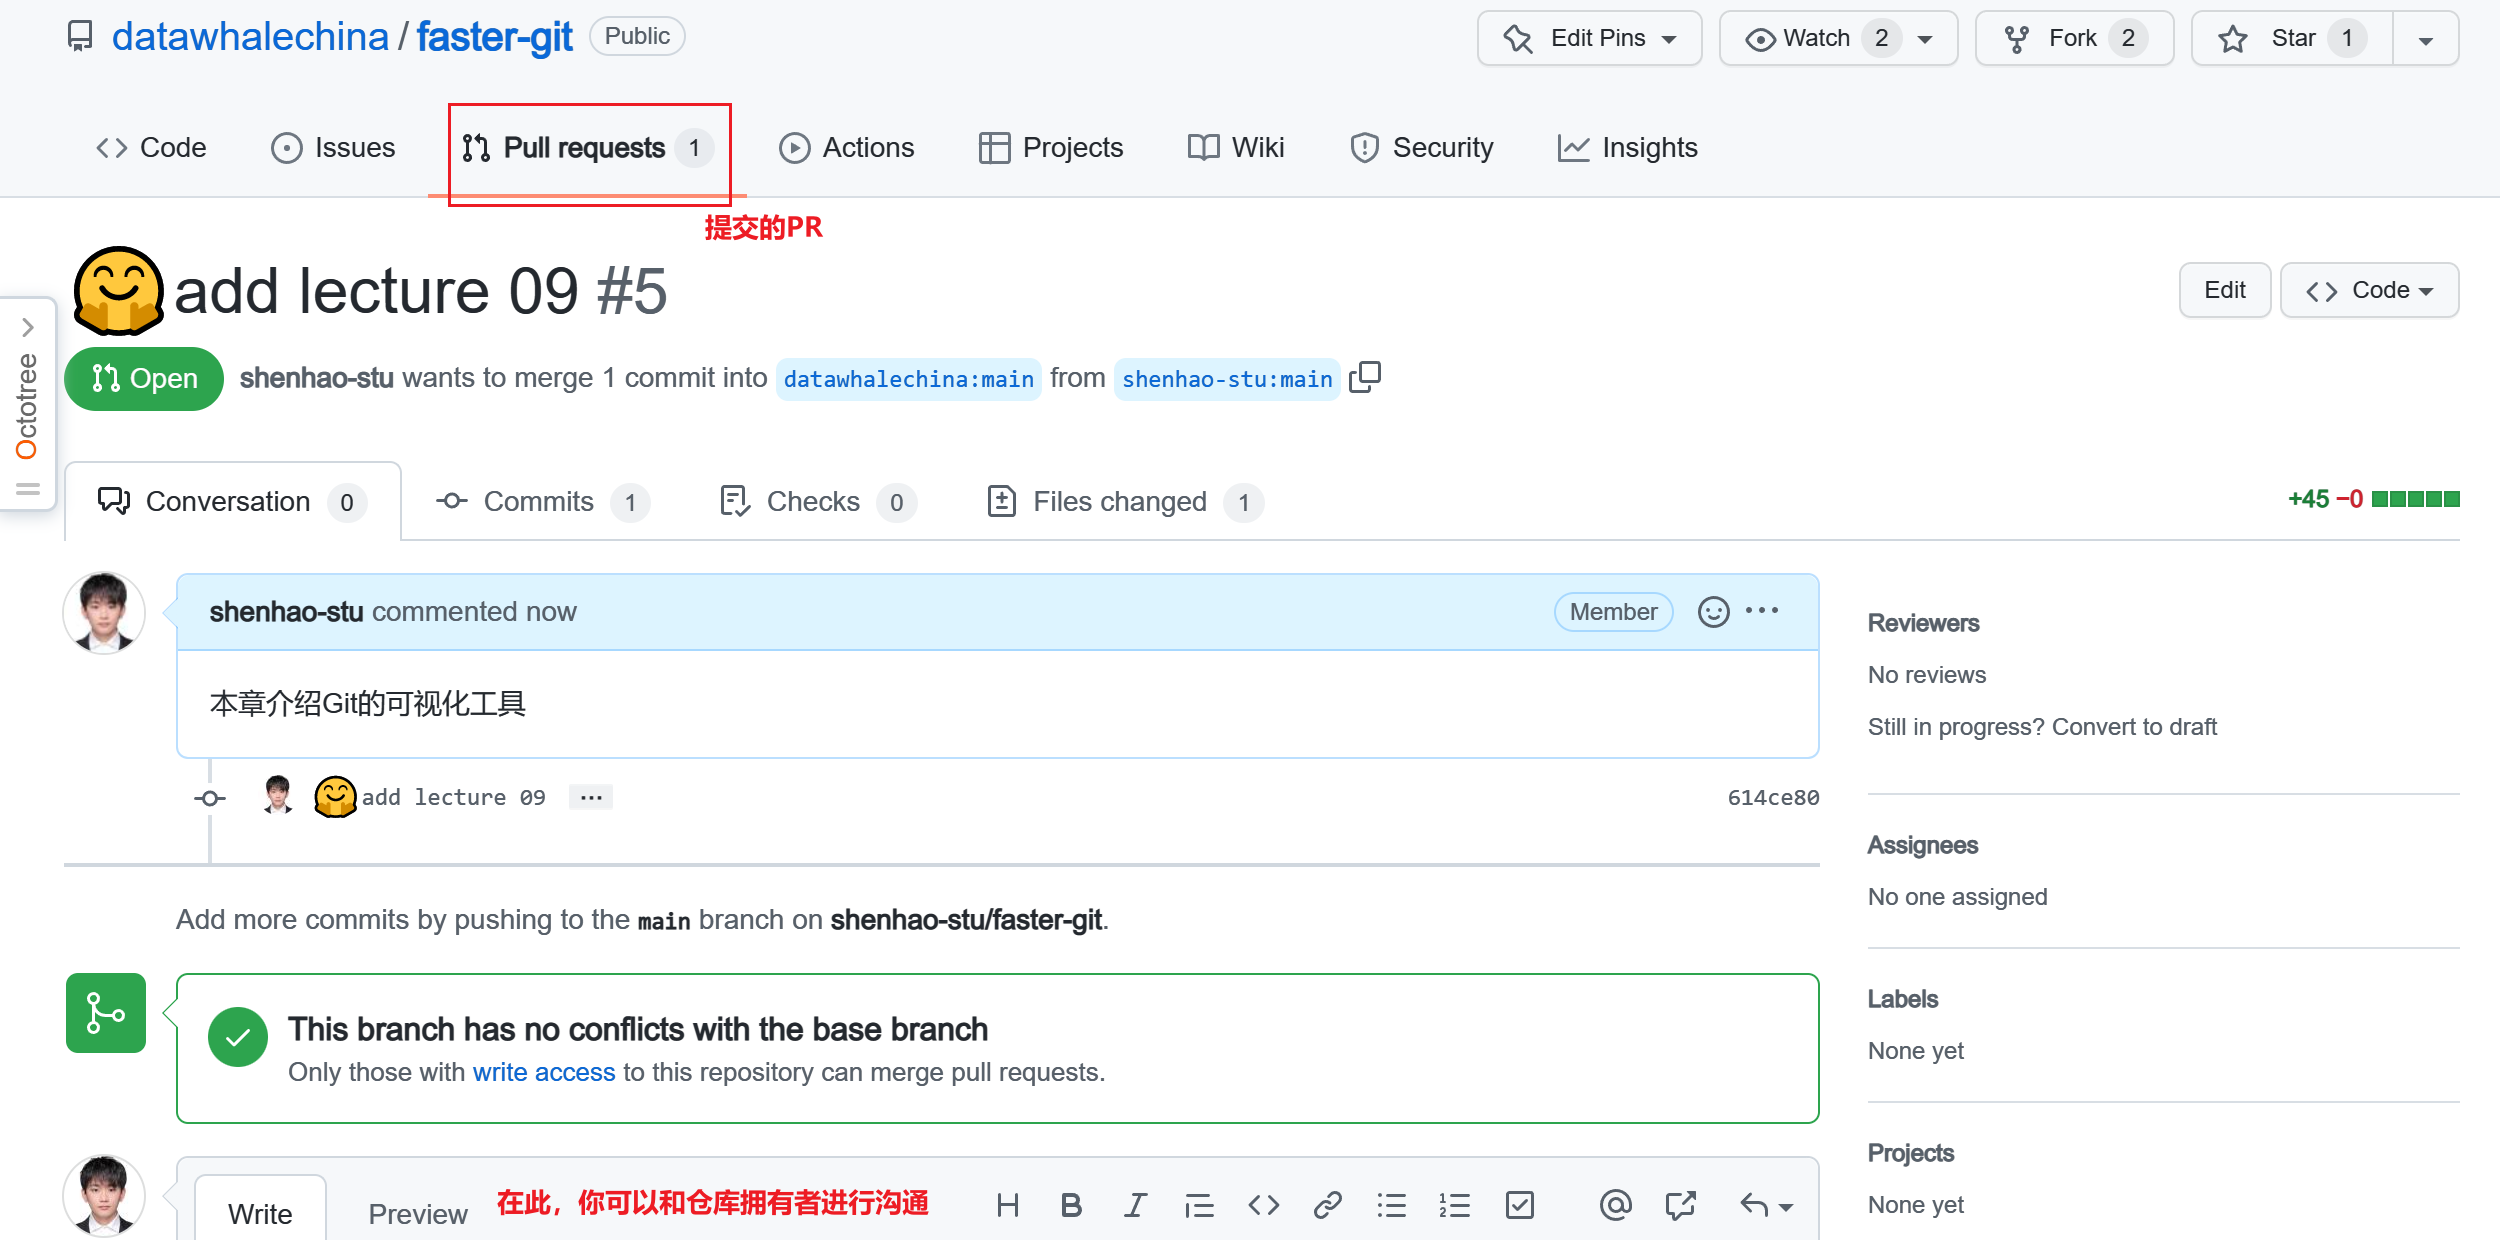 datawhalechina / faster-git Public Edit Pins Watch 2 Fork 2 Star 1
Code Issues Pull requests 1 Actions Projects Wiki Security Insights
提交的PR
🤗add lecture 09 #5 Edit Code
Octotree
Open shenhao-stu wants to merge 1 commit into datawhalechina:main from shenhao-stu:main
Conversation 0 Commits 1 Checks 0 Files changed 1 +45 −0
shenhao-stu commented now Member
本章介绍Git的可视化工具
🤗add lecture 09 614ce80
Add more commits by pushing to the main branch on shenhao-stu/faster-git.
This branch has no conflicts with the base branch
Only those with write access to this repository can merge pull requests.
Write Preview 在此，你可以和仓库拥有者进行沟通
Reviewers
No reviews
Still in progress? Convert to draft
Assignees
No one assigned
Labels
None yet
Projects
None yet